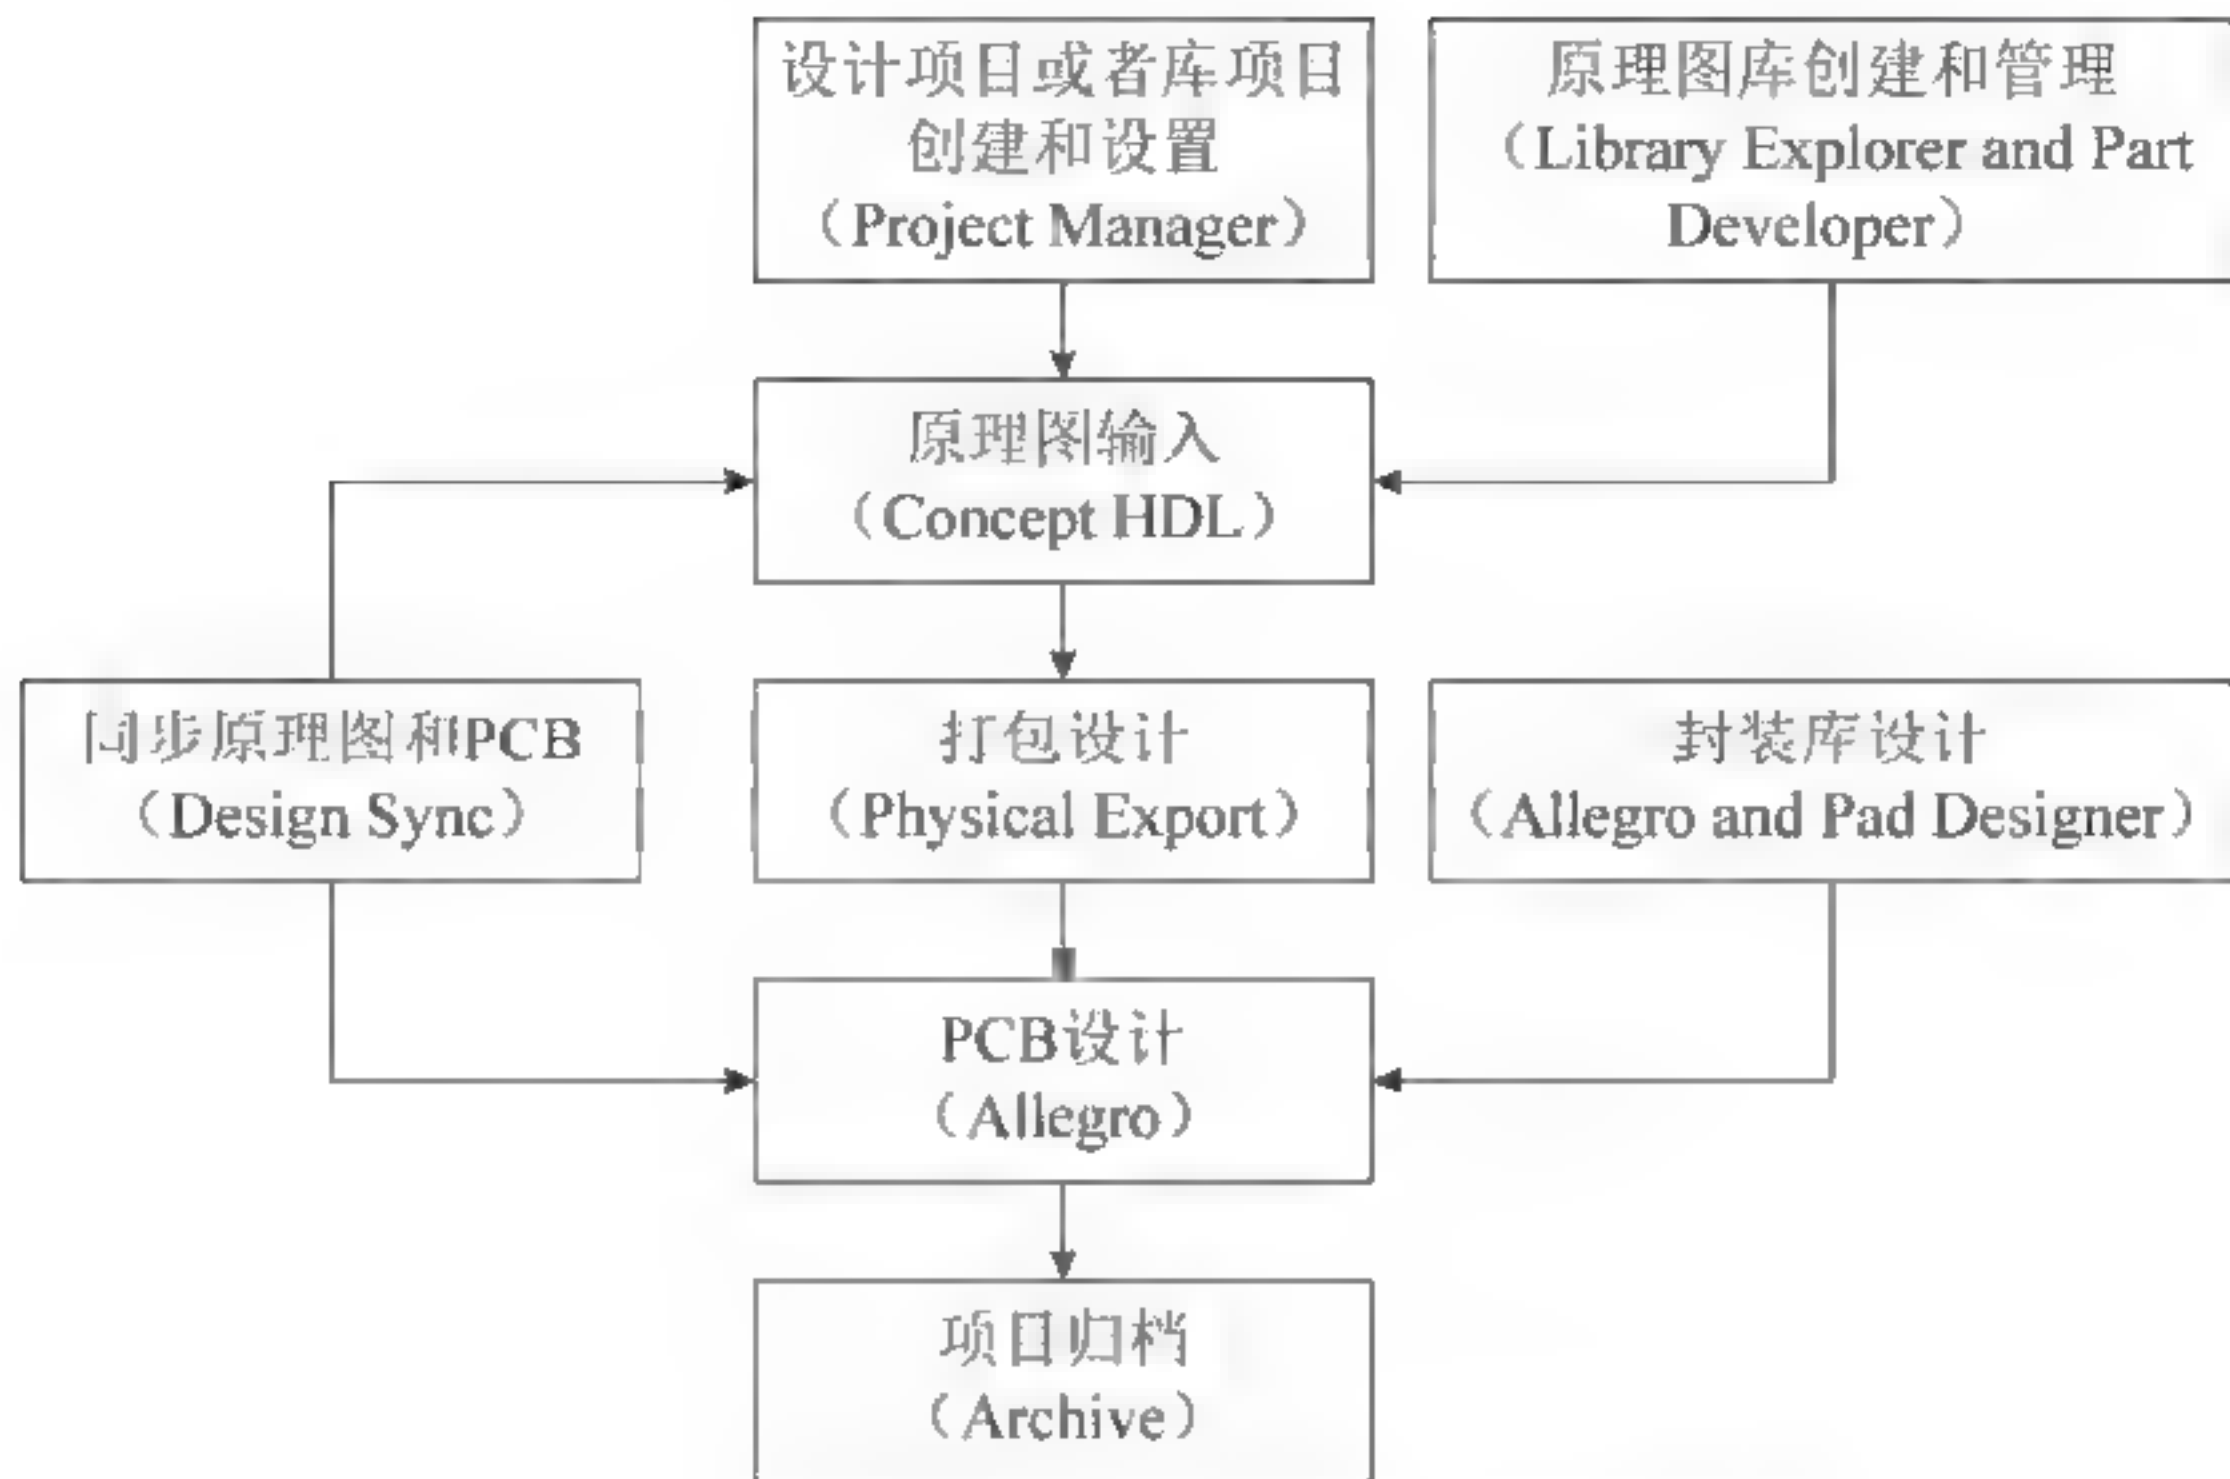 设计项目或者库项目
创建和设置
（Project Manager）
原理图库创建和管理
（Library Explorer and Part
Developer）
原理图输入
（Concept HDL）
同步原理图和PCB
（Design Sync）
打包设计
（Physical Export）
封装库设计
（Allegro and Pad Designer）
PCB设计
（Allegro）
项目归档
（Archive）